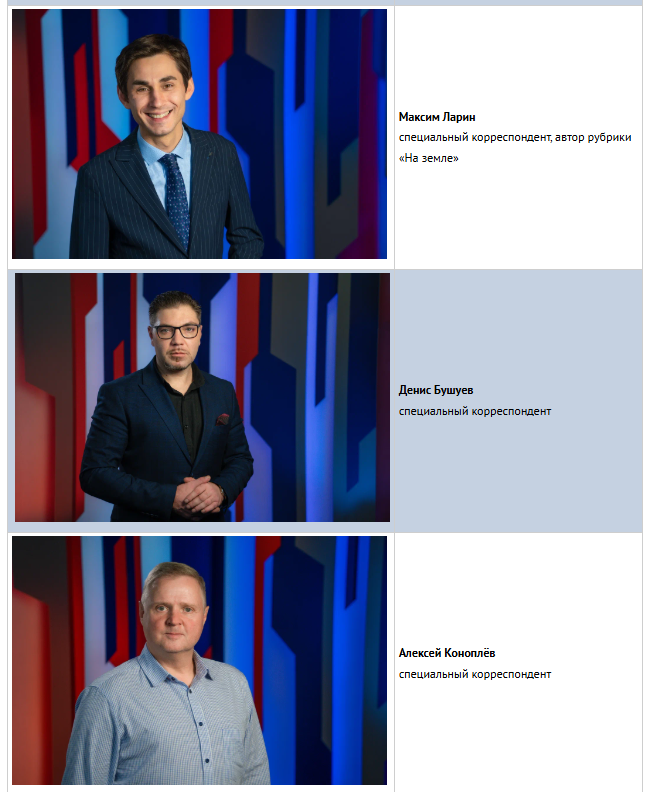 Максим Ларин
специальный корреспондент, автор рубрики
«На земле»
Денис Бушуев
специальный корреспондент
Алексей Коноплёв
специальный корреспондент